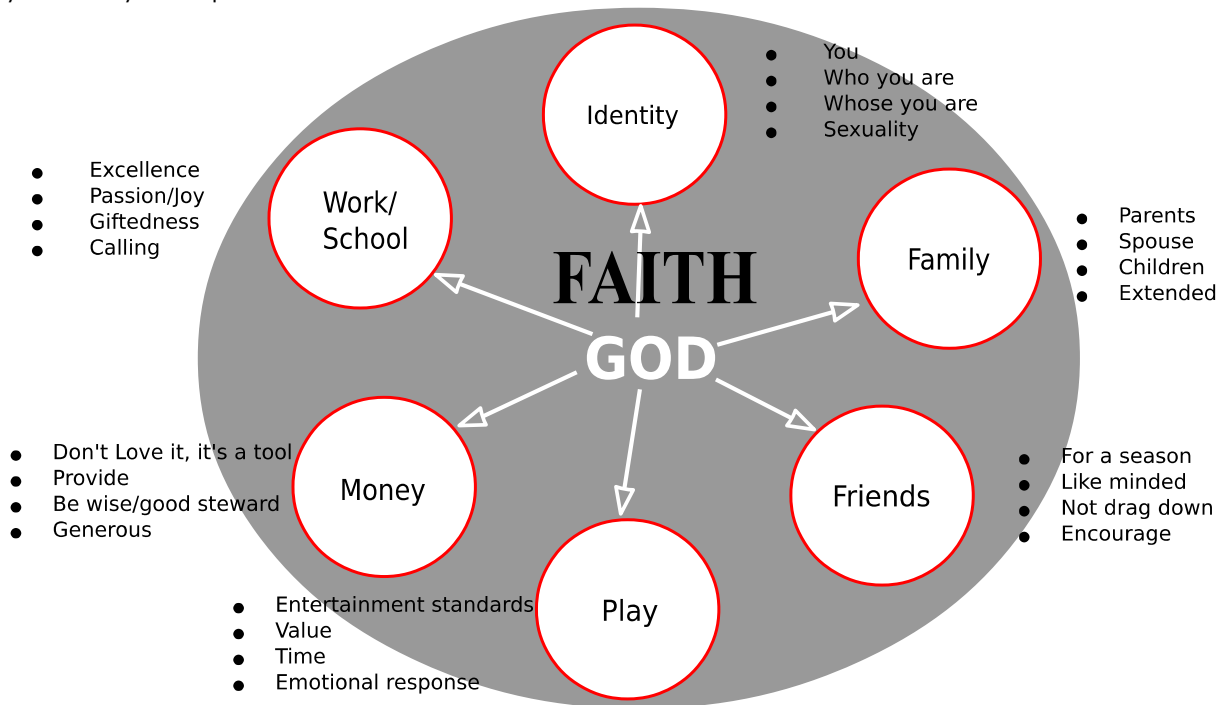 Identity
You
Who you are
Whose you are
Sexuality
Work/
School
Excellence
Passion/Joy
Giftedness
Calling
Family
Parents
Spouse
Children
Extended
FAITH
GOD
Money
Don't Love it, it's a tool
Provide
Be wise/good steward
Generous
Friends
For a season
Like minded
Not drag down
Encourage
Play
Entertainment standards
Value
Time
Emotional response